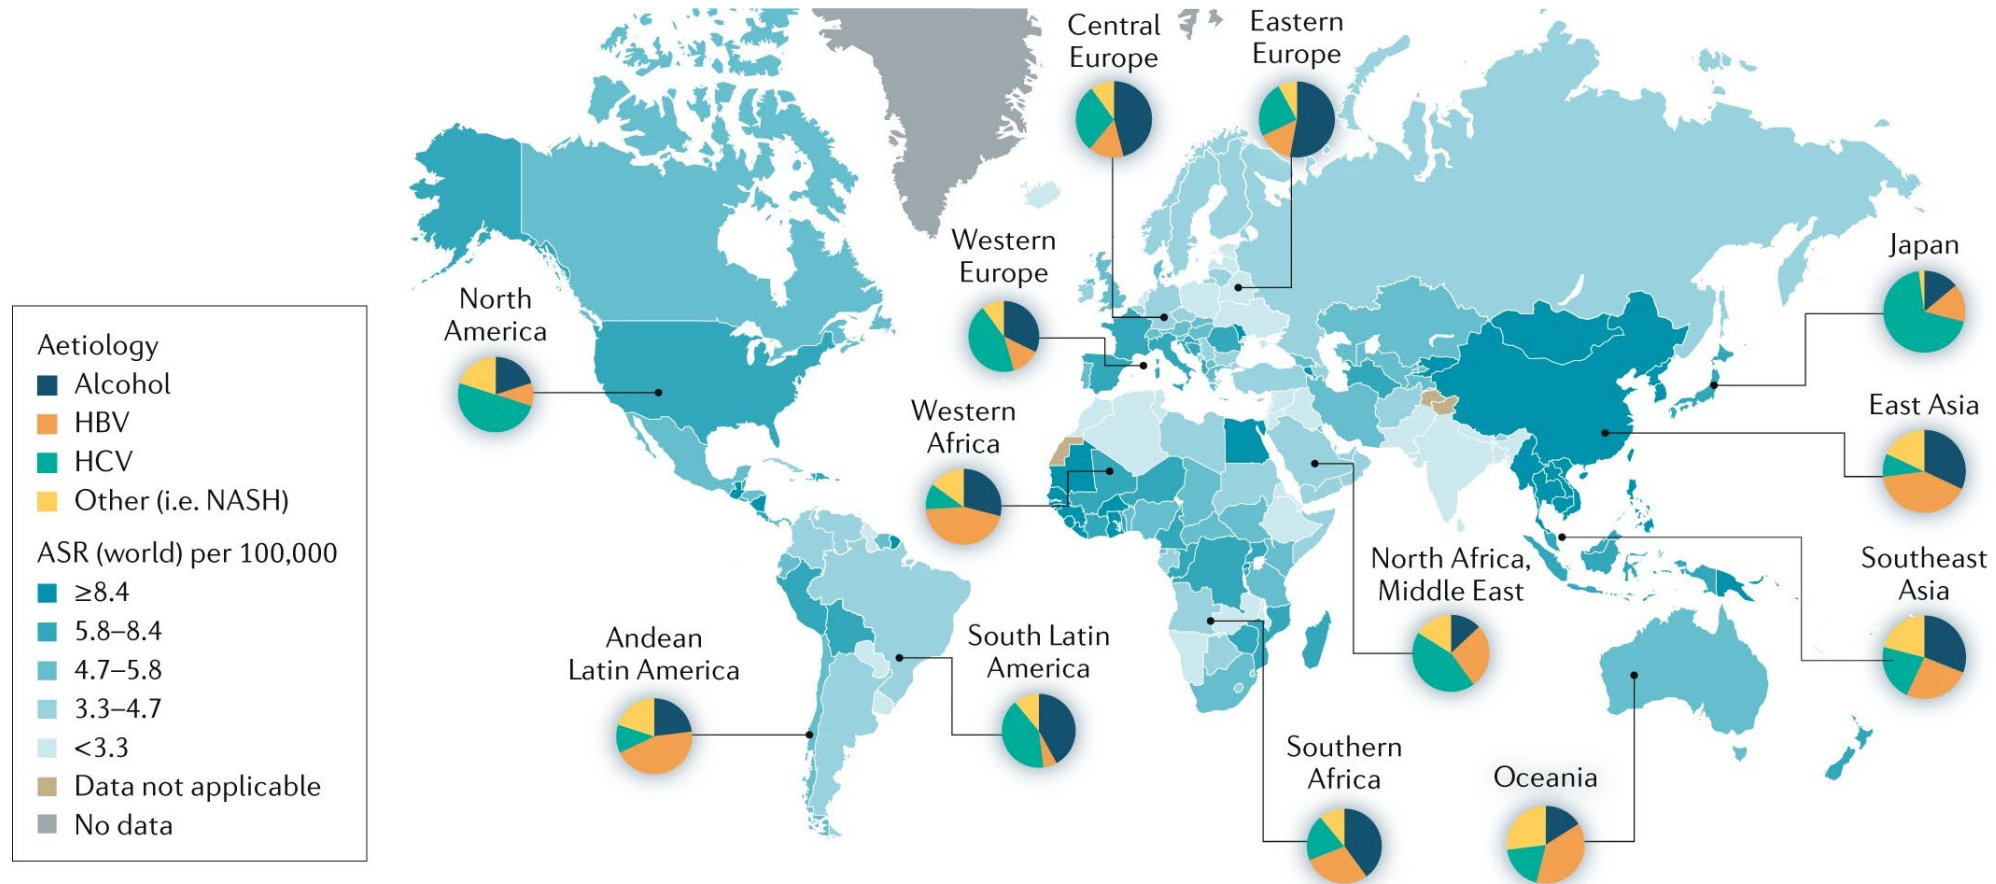 Central
Europe
Eastern
Europe
Western
Europe
Japan
North
America
Aetiology
Alcohol
HBV
HCV
Other (i.e. NASH)
ASR (world) per 100,000
≥8.4
5.8–8.4
4.7–5.8
3.3–4.7
<3.3
Data not applicable
No data
Western
Africa
East Asia
North Africa,
Middle East
Southeast
Asia
Andean
Latin America
South Latin
America
Southern
Africa
Oceania